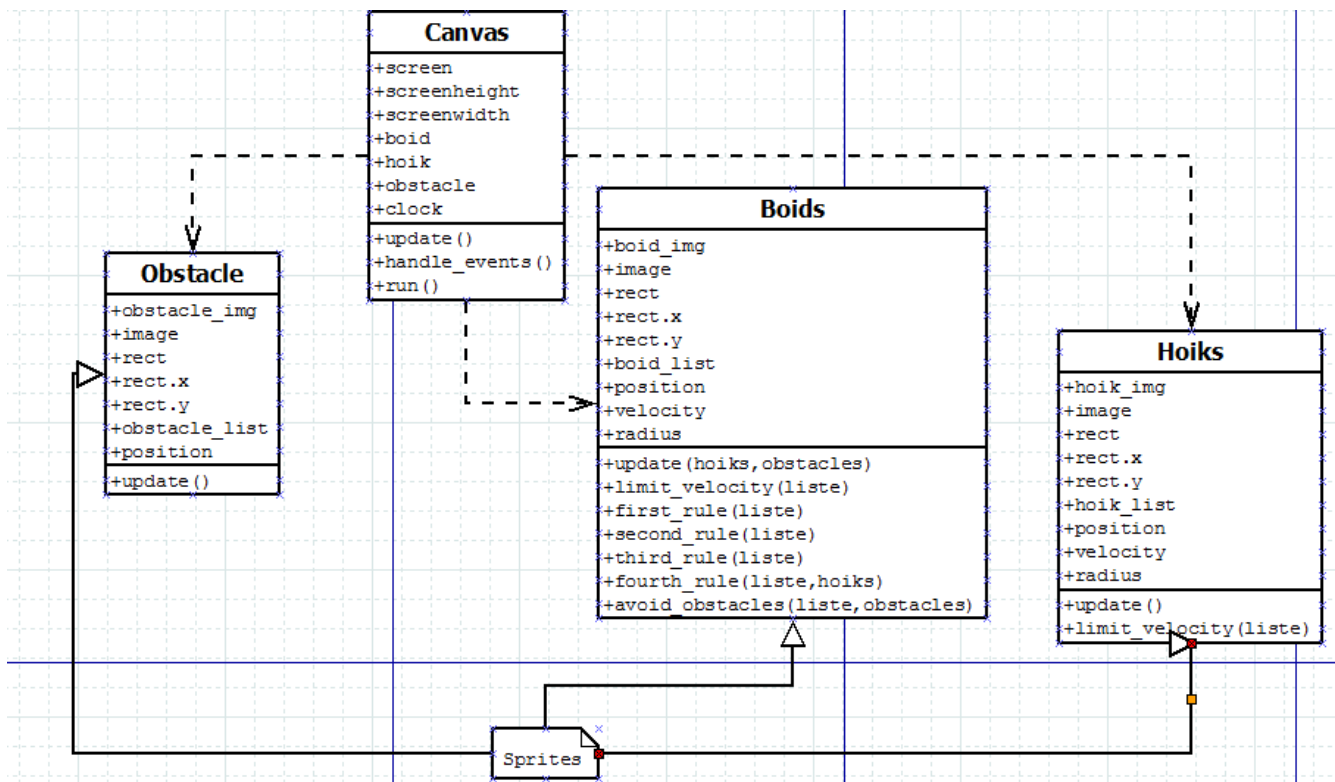 Canvas
+screen
+screenheight
+screenwidth
+boid
+hoik
+obstacle
+clock
+update()
+handle_events()
+run()
Obstacle
+obstacle_img
+image
+rect
+rect.x
+rect.y
+obstacle_list
+position
+update()
Boids
+boid_img
+image
+rect
+rect.x
+rect.y
+boid_list
+position
+velocity
+radius
+update(hoiks,obstacles)
+limit_velocity(liste)
+first_rule(liste)
+second_rule(liste)
+third_rule(liste)
+fourth_rule(liste,hoiks)
+avoid_obstacles(liste,obstacles)
Hoiks
+hoik_img
+image
+rect
+rect.x
+rect.y
+hoik_list
+position
+velocity
+radius
+update()
+limit_velocity(liste)
Sprites